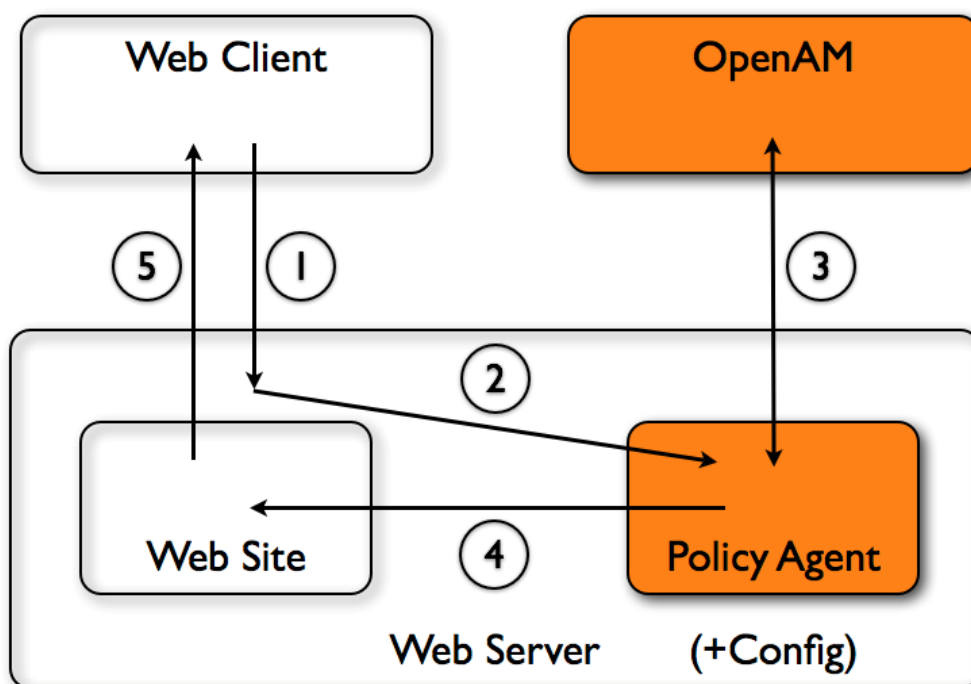 Web Client
OpenAM
5
1
3
2
Web Site
4
Policy Agent
Web Server
(+Config)